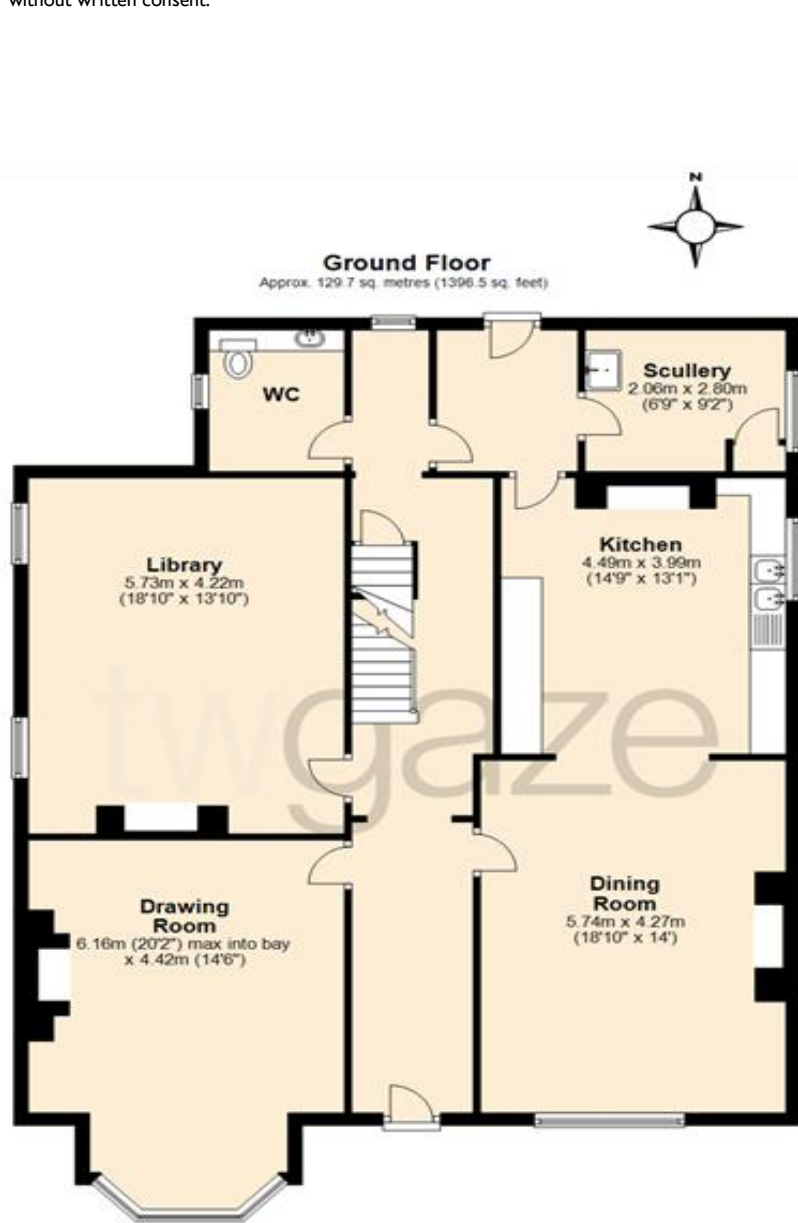 without written consent.
N
Ground Floor
Approx. 129.7 sq. metres (1396.5 sq. feet)
WC
Scullery
2.06m x 2.80m
(6'9" x 9'2")
Library
5.73m x 4.22m
(18'10" x 13'10")
Kitchen
4.49m x 3.99m
(14'9" x 13'1")
twgaze
Drawing
Room
6.16m (20'2") max into bay
x 4.42m (14'6")
Dining
Room
5.74m x 4.27m
(18'10" x 14')